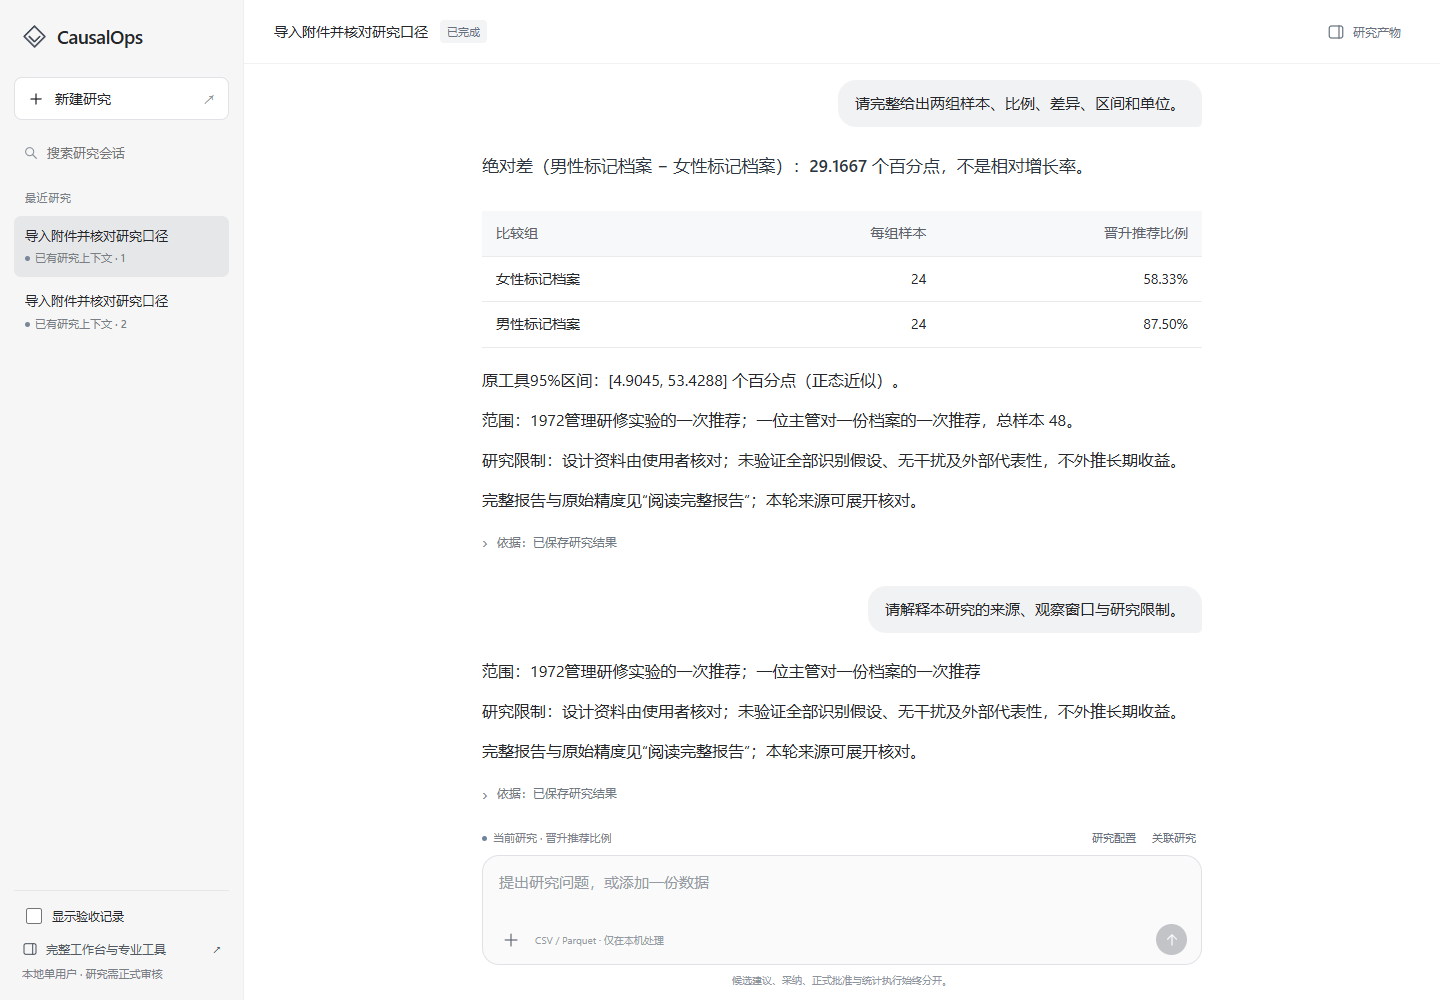 CausalOps
新建研究
搜索研究会话
最近研究
导入附件并核对研究口径
已有研究上下文 · 1
导入附件并核对研究口径
已有研究上下文 · 2
显示验收记录
完整工作台与专业工具
本地单用户 · 研究需正式审核
导入附件并核对研究口径 已完成
研究产物
请完整给出两组样本、比例、差异、区间和单位。
绝对差（男性标记档案 − 女性标记档案）：29.1667 个百分点，不是相对增长率。
比较组 每组样本 晋升推荐比例
女性标记档案 24 58.33%
男性标记档案 24 87.50%
原工具95%区间：[4.9045, 53.4288] 个百分点（正态近似）。
范围：1972管理研修实验的一次推荐；一位主管对一份档案的一次推荐，总样本 48。
研究限制：设计资料由使用者核对；未验证全部识别假设、无干扰及外部代表性，不外推长期收益。
完整报告与原始精度见“阅读完整报告”；本轮来源可展开核对。
依据：已保存研究结果
请解释本研究的来源、观察窗口与研究限制。
范围：1972管理研修实验的一次推荐；一位主管对一份档案的一次推荐
研究限制：设计资料由使用者核对；未验证全部识别假设、无干扰及外部代表性，不外推长期收益。
完整报告与原始精度见“阅读完整报告”；本轮来源可展开核对。
依据：已保存研究结果
当前研究 · 晋升推荐比例 研究配置 关联研究
提出研究问题，或添加一份数据
CSV / Parquet · 仅在本机处理
候选建议、采纳、正式批准与统计执行始终分开。